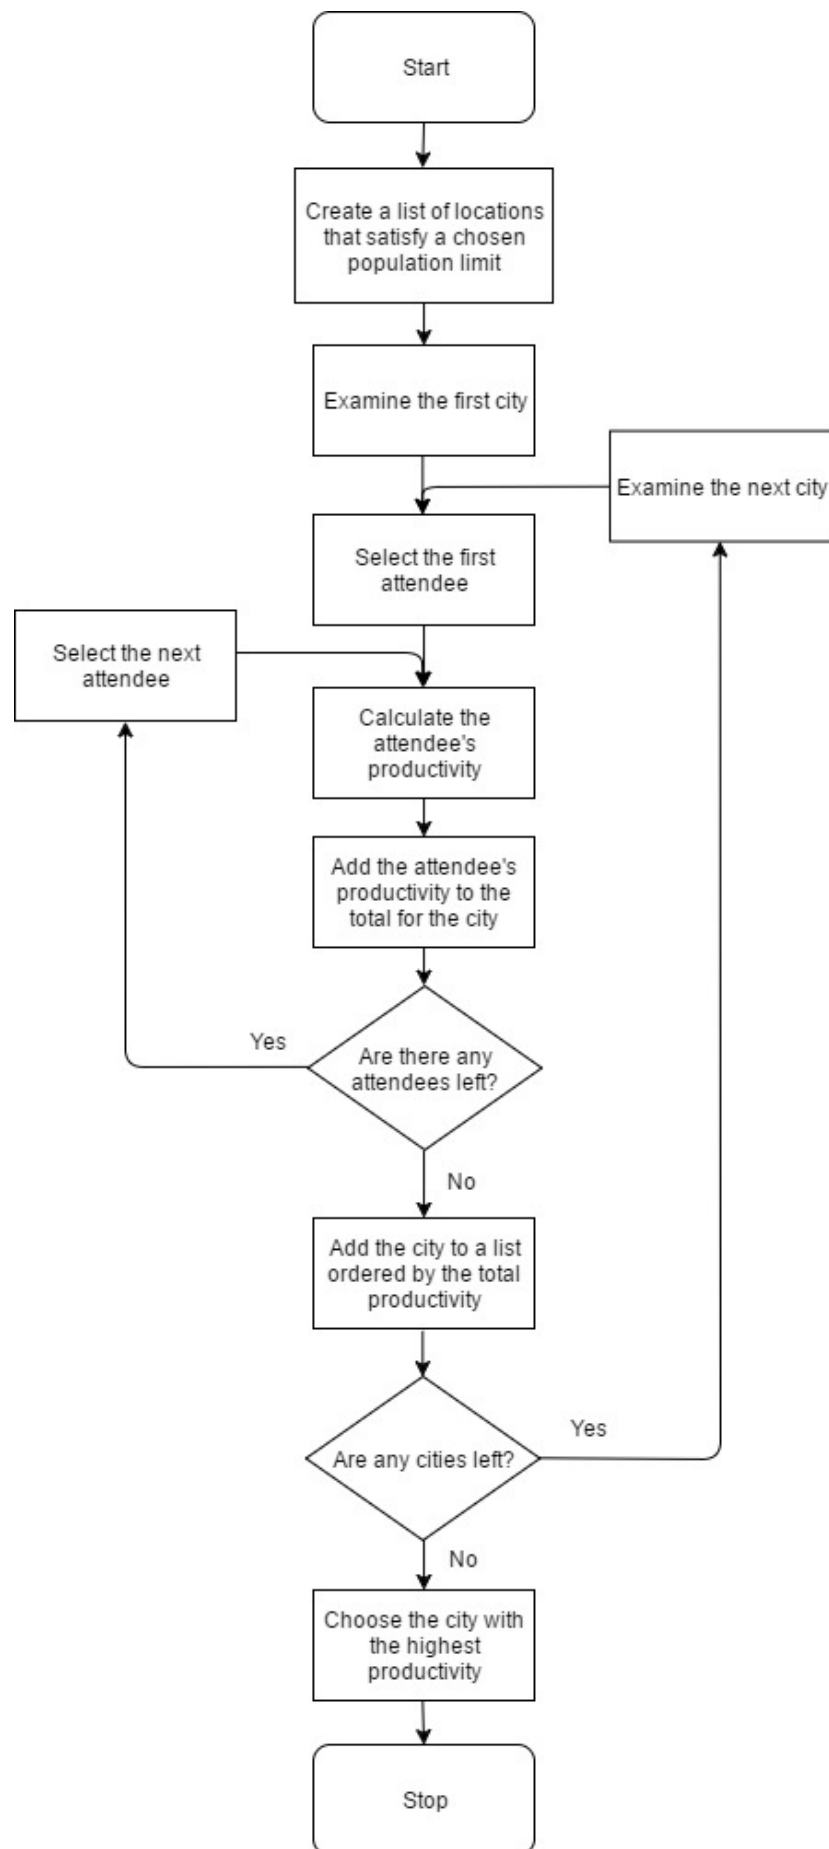 Start
Create a list of locations
that satisfy a chosen
population limit
Examine the first city
Examine the next city
Select the first
attendee
Select the next
attendee
Calculate the
attendee's
productivity
Add the attendee's
productivity to the
total for the city
Yes
Are there any
attendees left?
No
Add the city to a list
ordered by the total
productivity
Yes
Are any cities left?
No
Choose the city with
the highest
productivity
Stop